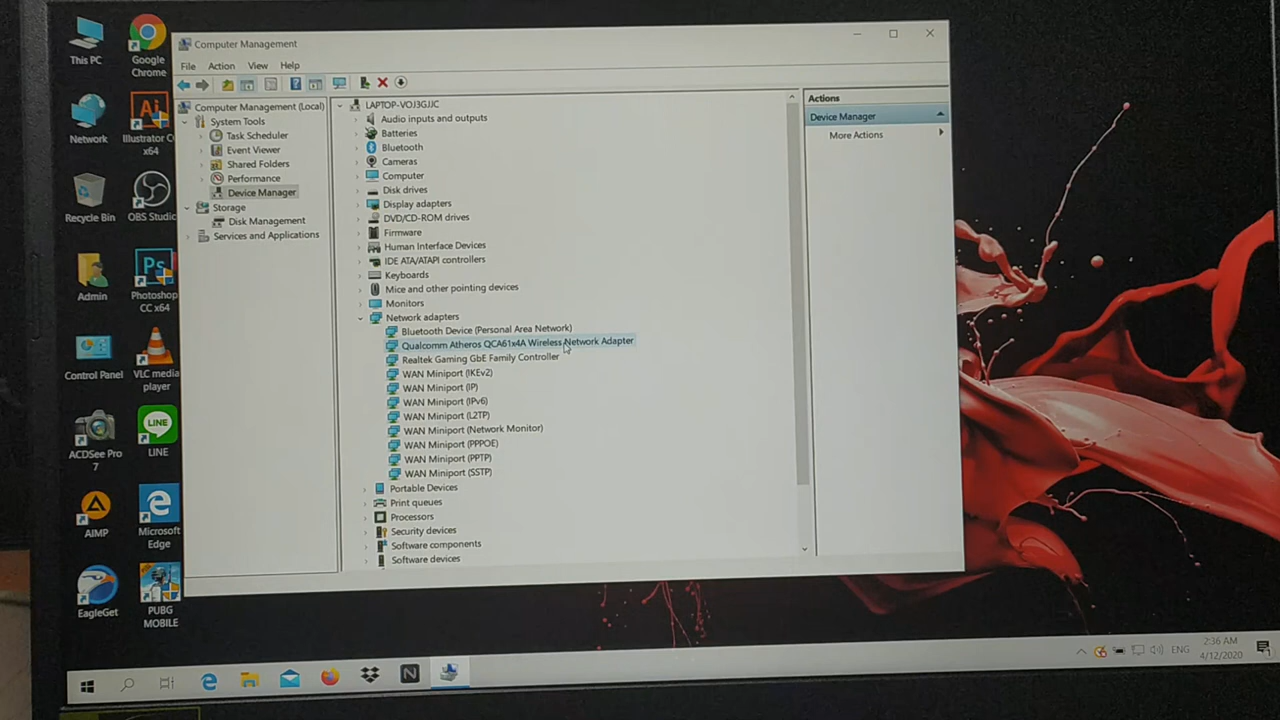 This PC
Google
Chrome
Network
Illustrator C
x64
Recycle Bin
OBS Studio
Admin
Photoshop
CC x64
Control Panel
VLC media
player
ACDSee Pro
7
LINE
LINE
AIMP
Microsoft
Edge
EagleGet
PUBG
MOBILE
Computer Management
File Action View Help
Computer Management (Local)
System Tools
Task Scheduler
Event Viewer
Shared Folders
Performance
Device Manager
Storage
Disk Management
Services and Applications
LAPTOP-VOJ3GJJC
Audio inputs and outputs
Batteries
Bluetooth
Cameras
Computer
Disk drives
Display adapters
DVD/CD-ROM drives
Firmware
Human Interface Devices
IDE ATA/ATAPI controllers
Keyboards
Mice and other pointing devices
Monitors
Network adapters
Bluetooth Device (Personal Area Network)
Qualcomm Atheros QCA61x4A Wireless Network Adapter
Realtek Gaming GbE Family Controller
WAN Miniport (IKEv2)
WAN Miniport (IP)
WAN Miniport (IPv6)
WAN Miniport (L2TP)
WAN Miniport (Network Monitor)
WAN Miniport (PPPOE)
WAN Miniport (PPTP)
WAN Miniport (SSTP)
Portable Devices
Print queues
Processors
Security devices
Software components
Software devices
Actions
Device Manager
More Actions
Ai
Ps
N
ENG
2:36 AM
4/12/2020